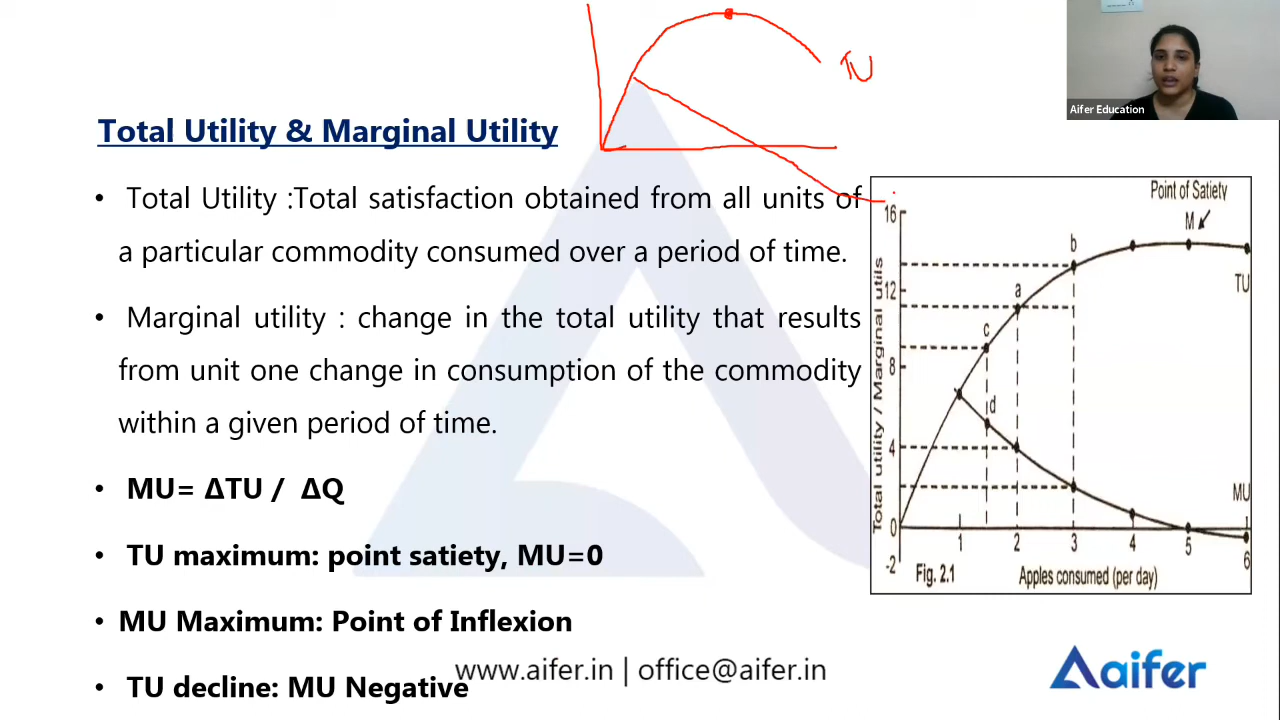 TU
Aifer Education
Total Utility & Marginal Utility
• Total Utility :Total satisfaction obtained from all units of
a particular commodity consumed over a period of time.
• Marginal utility : change in the total utility that results
from unit one change in consumption of the commodity
within a given period of time.
• MU= ΔTU / ΔQ
• TU maximum: point satiety, MU=0
• MU Maximum: Point of Inflexion
• TU decline: MU Negative
Point of Satiety
M
16
12
8
4
0
-2
Total utility / Marginal utils
b
a
c
d
TU
MU
1 2 3 4 5 6
Fig. 2.1
Apples consumed (per day)
www.aifer.in | office@aifer.in
aifer